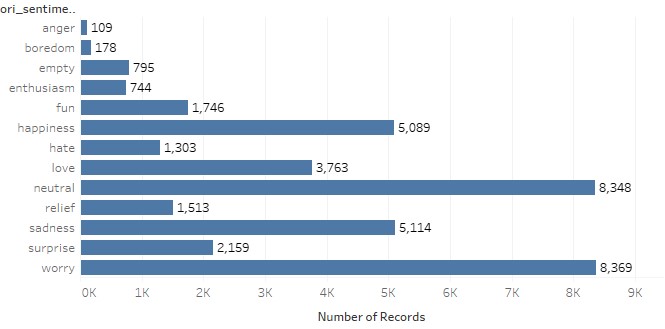 ori_sentime..
anger 109
boredom 178
empty 795
enthusiasm 744
fun 1,746
happiness 5,089
hate 1,303
love 3,763
neutral 8,348
relief 1,513
sadness 5,114
surprise 2,159
worry 8,369
0K 1K 2K 3K 4K 5K 6K 7K 8K 9K
Number of Records